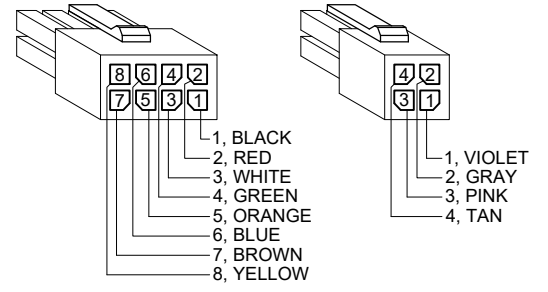 8 6 4 2
7 5 3 1
1, BLACK
2, RED
3, WHITE
4, GREEN
5, ORANGE
6, BLUE
7, BROWN
8, YELLOW
4 2
3 1
1, VIOLET
2, GRAY
3, PINK
4, TAN